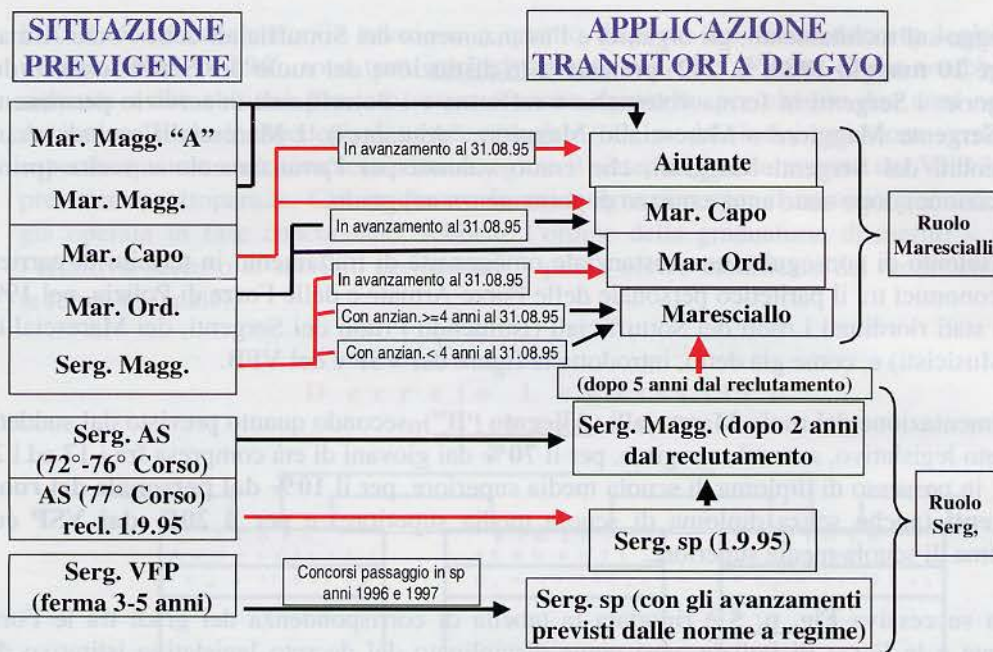 SITUAZIONE
PREVIGENTE
APPLICAZIONE
TRANSITORIA D.LGVO
Mar. Magg. “A”
Mar. Magg.
Mar. Capo
Mar. Ord.
Serg. Magg.
Serg. AS
(72°-76° Corso)
AS (77° Corso)
recl. 1.9.95
Serg. VFP
(ferma 3-5 anni)
In avanzamento al 31.08.95
In avanzamento al 31.08.95
In avanzamento al 31.08.95
Con anzian.>=4 anni al 31.08.95
Con anzian.< 4 anni al 31.08.95
Concorsi passaggio in sp
anni 1996 e 1997
Aiutante
Mar. Capo
Mar. Ord.
Maresciallo
(dopo 5 anni dal reclutamento)
Serg. Magg. (dopo 2 anni
dal reclutamento)
Serg. sp (1.9.95)
Serg. sp (con gli avanzamenti
previsti dalle norme a regime)
Ruolo
Marescialli
Ruolo
Serg,